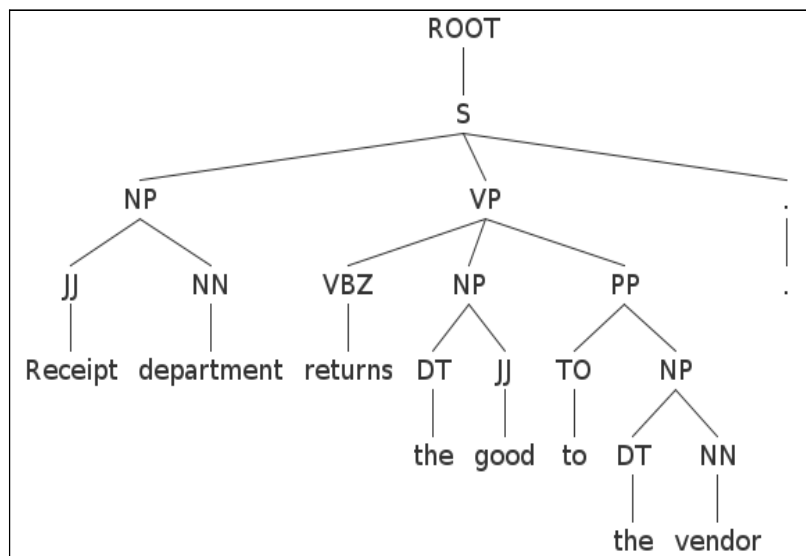 ROOT
S
NP VP .
JJ NN VBZ NP PP .
Receipt department returns DT JJ TO NP
the good to DT NN
the vendor